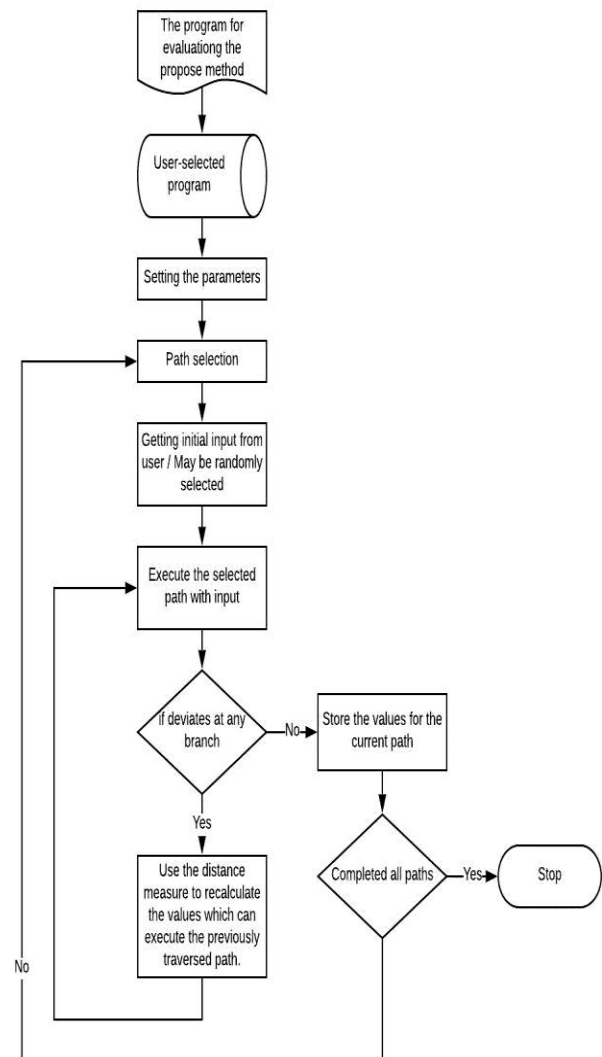 The program for
evaluationg the
propose method
User-selected
program
Setting the parameters
Path selection
Getting initial input from
user / May be randomly
selected
Execute the selected
path with input
if deviates at any
branch
No
Store the values for the
current path
Yes
Use the distance
measure to recalculate
the values which can
execute the previously
traversed path.
Completed all paths
Yes
Stop
No